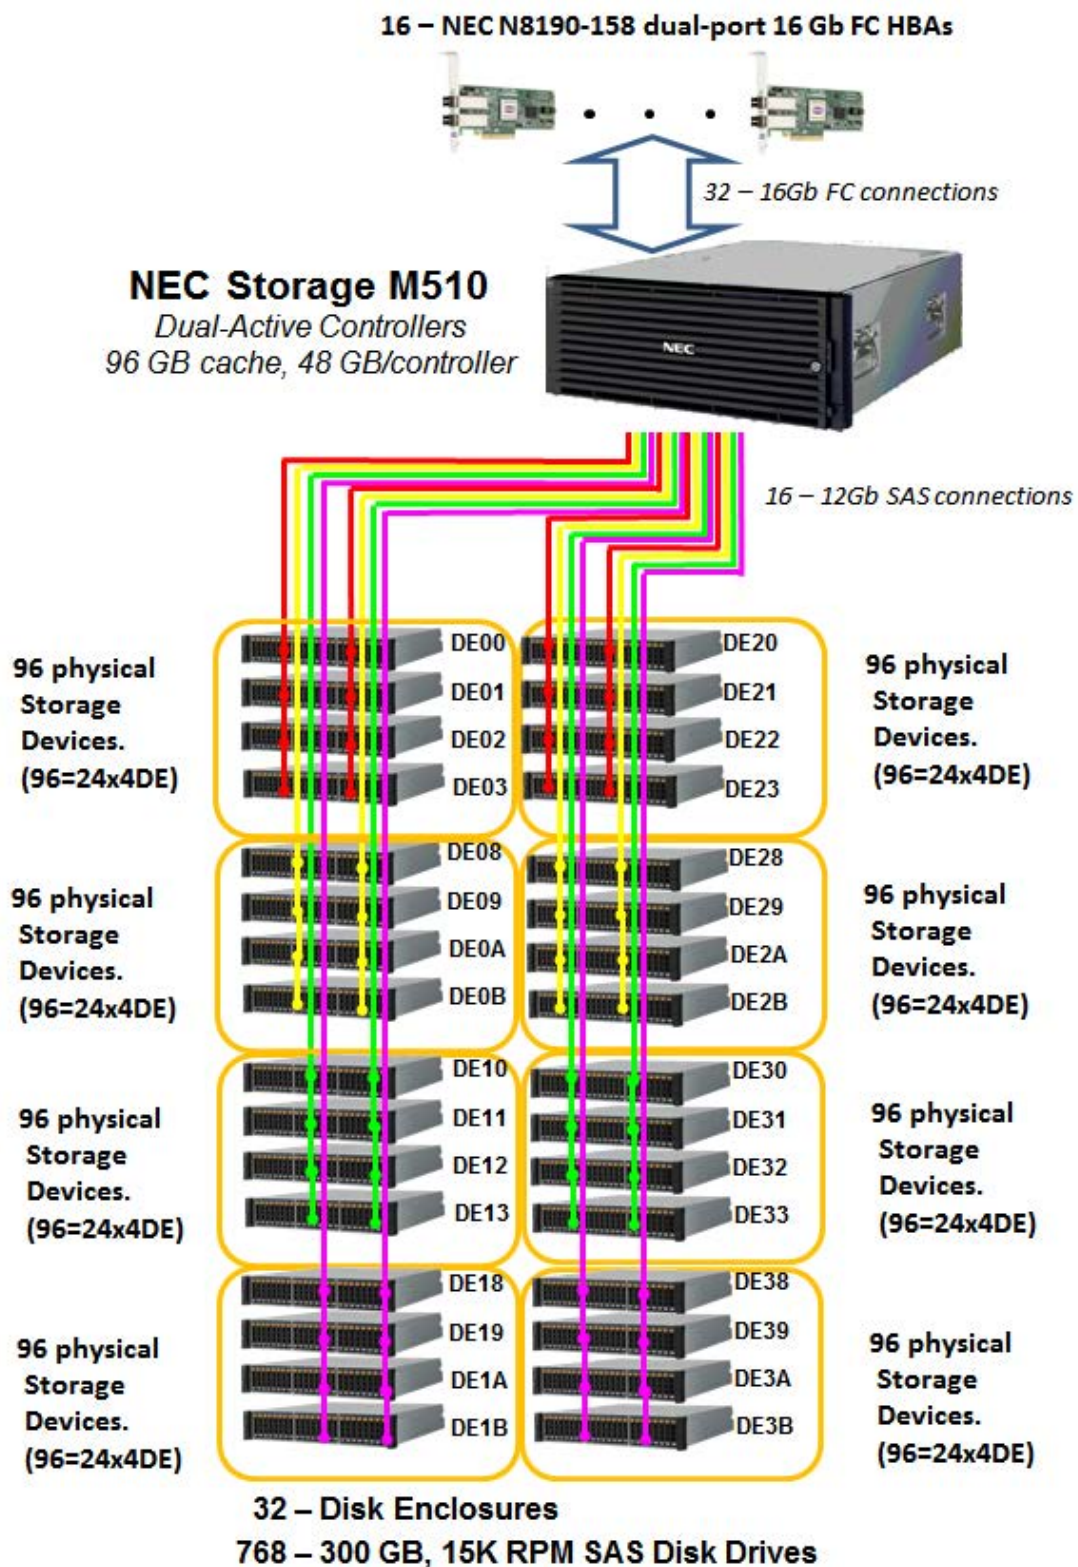 16 – NEC N8190-158 dual-port 16 Gb FC HBAs
32 – 16Gb FC connections
NEC Storage M510
Dual-Active Controllers
96 GB cache, 48 GB/controller
NEC
16 – 12Gb SAS connections
96 physical
Storage
Devices.
(96=24x4DE)
DE00
DE01
DE02
DE03
DE20
DE21
DE22
DE23
96 physical
Storage
Devices.
(96=24x4DE)
96 physical
Storage
Devices.
(96=24x4DE)
DE08
DE09
DE0A
DE0B
DE28
DE29
DE2A
DE2B
96 physical
Storage
Devices.
(96=24x4DE)
96 physical
Storage
Devices.
(96=24x4DE)
DE10
DE11
DE12
DE13
DE30
DE31
DE32
DE33
96 physical
Storage
Devices.
(96=24x4DE)
96 physical
Storage
Devices.
(96=24x4DE)
DE18
DE19
DE1A
DE1B
DE38
DE39
DE3A
DE3B
96 physical
Storage
Devices.
(96=24x4DE)
32 – Disk Enclosures
768 – 300 GB, 15K RPM SAS Disk Drives